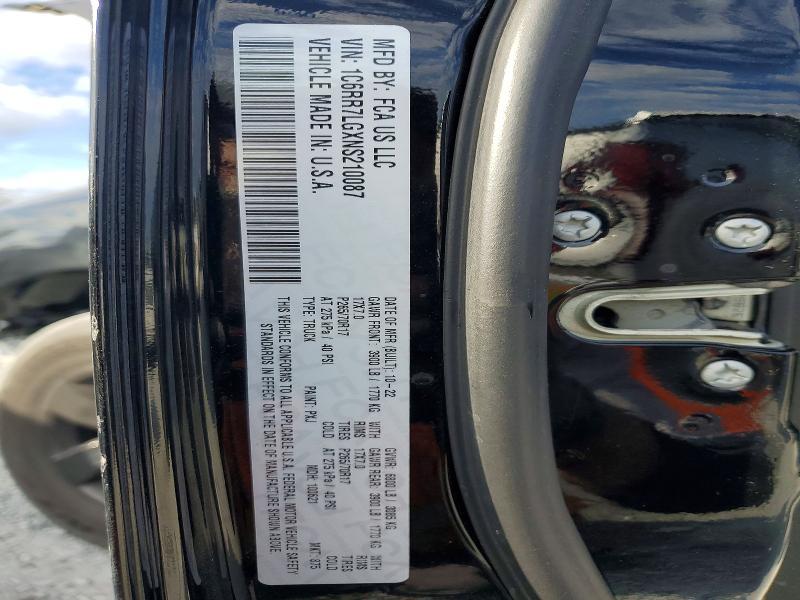 MFD BY: FCA US LLC
VIN: 1C6RR7LGXNS210087
VEHICLE MADE IN: U.S.A.
DATE OF MFR (BUILT): 10-22 GVWR: 6800 LB / 3085 KG
GAWR FRONT: 3900 LB / 1770 KG WITH GAWR REAR: 3900 LB / 1770 KG WITH
17X7.0 RIMS 17X7.0 RIMS
P265/70R17 TIRES P265/70R17 TIRES
AT 275 kPa / 40 PSI COLD AT 275 kPa / 40 PSI COLD
TYPE: TRUCK PAINT: PXJ MDH: 100621 MKT: 875
THIS VEHICLE CONFORMS TO ALL APPLICABLE U.S.A. FEDERAL MOTOR VEHICLE SAFETY
STANDARDS IN EFFECT ON THE DATE OF MANUFACTURE SHOWN ABOVE.